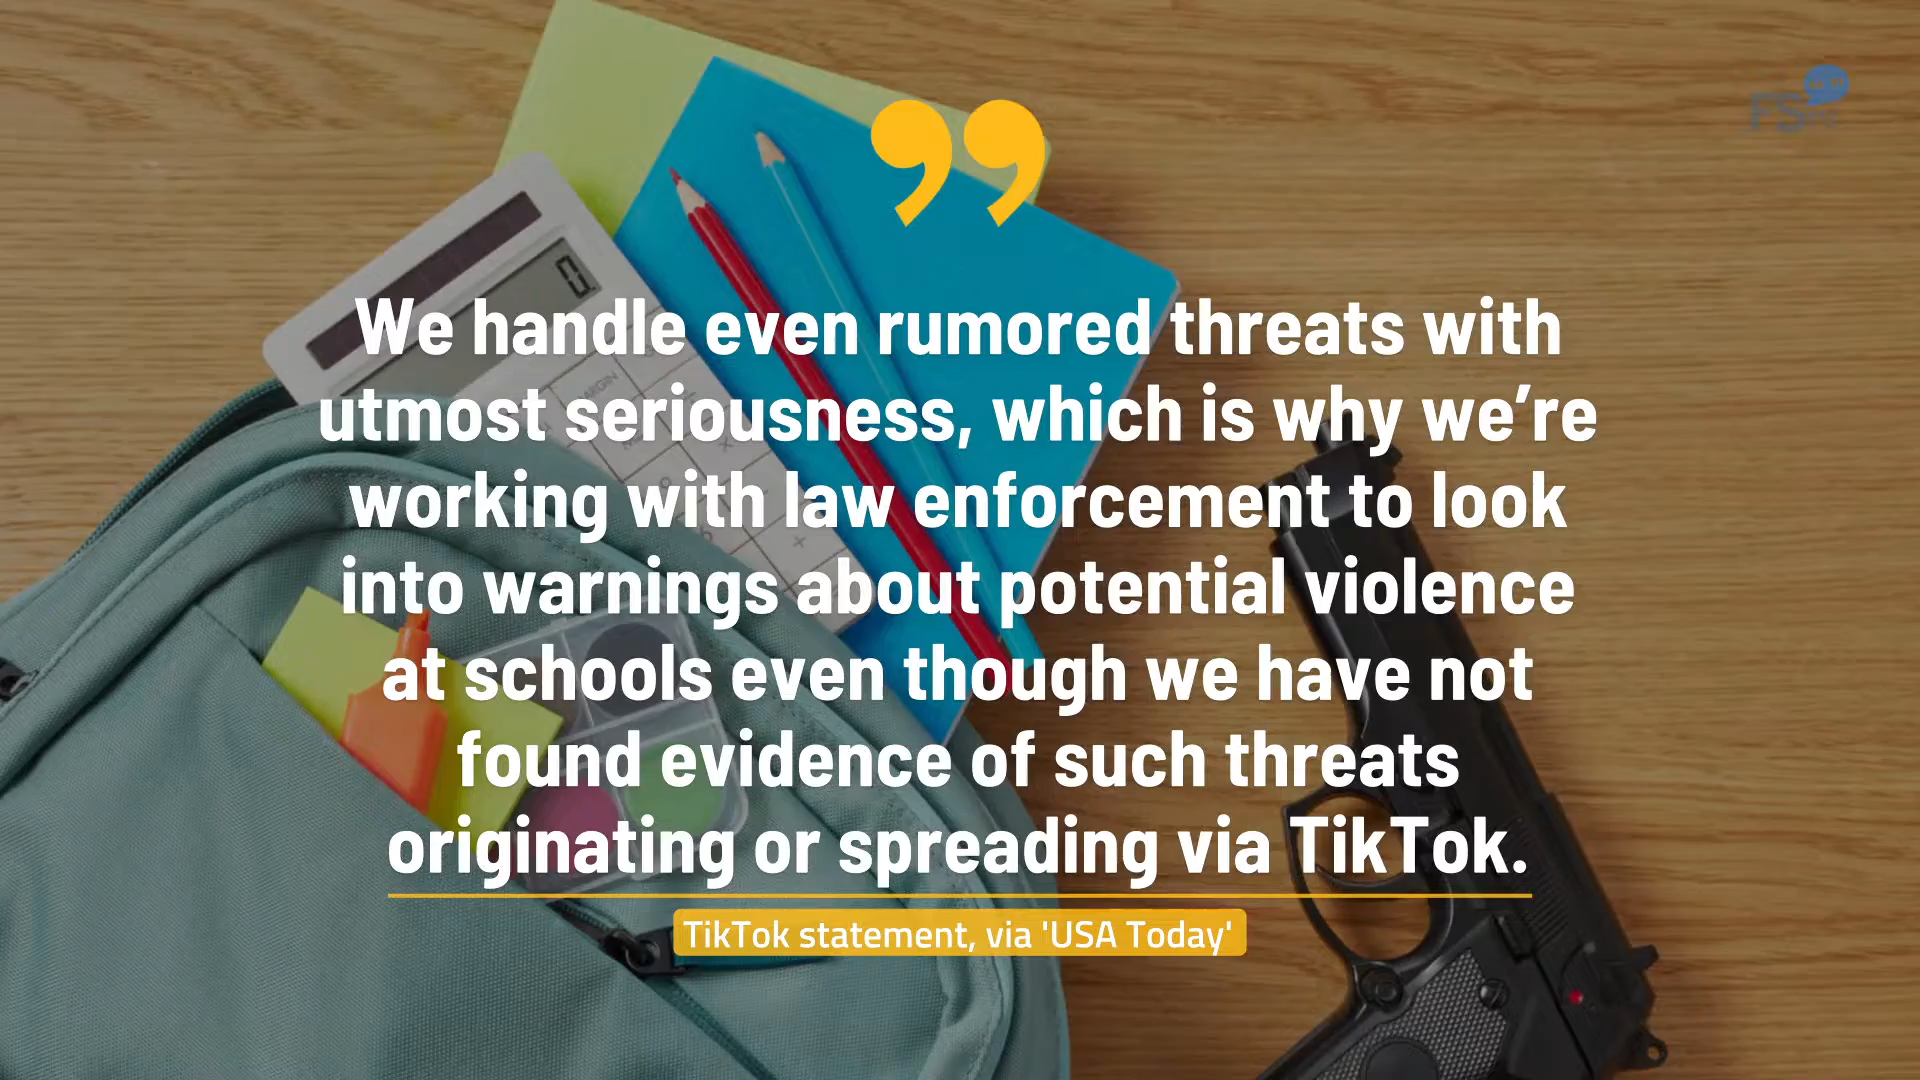 We handle even rumored threats with
utmost seriousness, which is why we’re
working with law enforcement to look
into warnings about potential violence
at schools even though we have not
found evidence of such threats
originating or spreading via TikTok.
TikTok statement, via 'USA Today'
FS